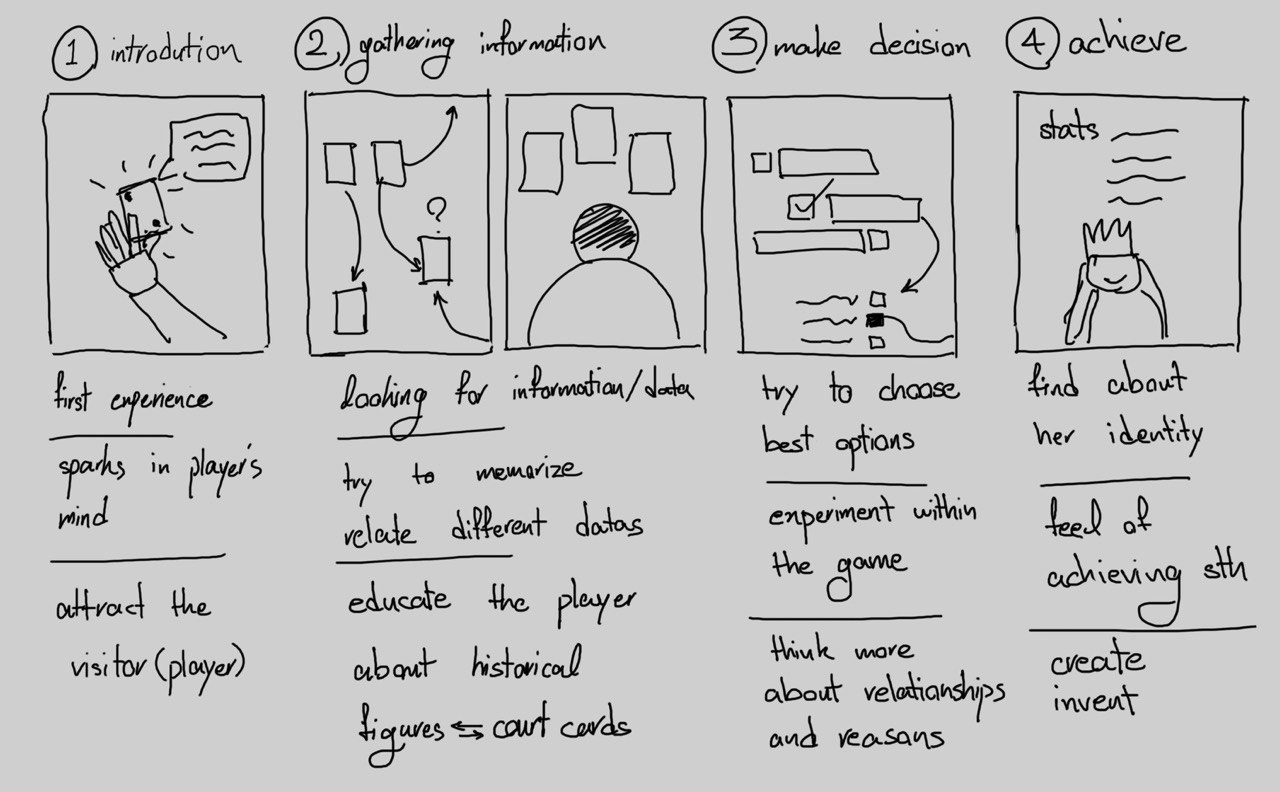 1 introdution
first experience
sparks in player's
mind
attract the
visitor (player)
2. gathering information
?
looking for information/data
try to memarize
relate different datas
educate the player
about historical
figures ⇆ court cards
3 make decision
try to choose
best options
experiment within
the game
think more
about relationships
and reasons
4 achieve
stats
find about
her identity
feel of
achieving sth
create
invent